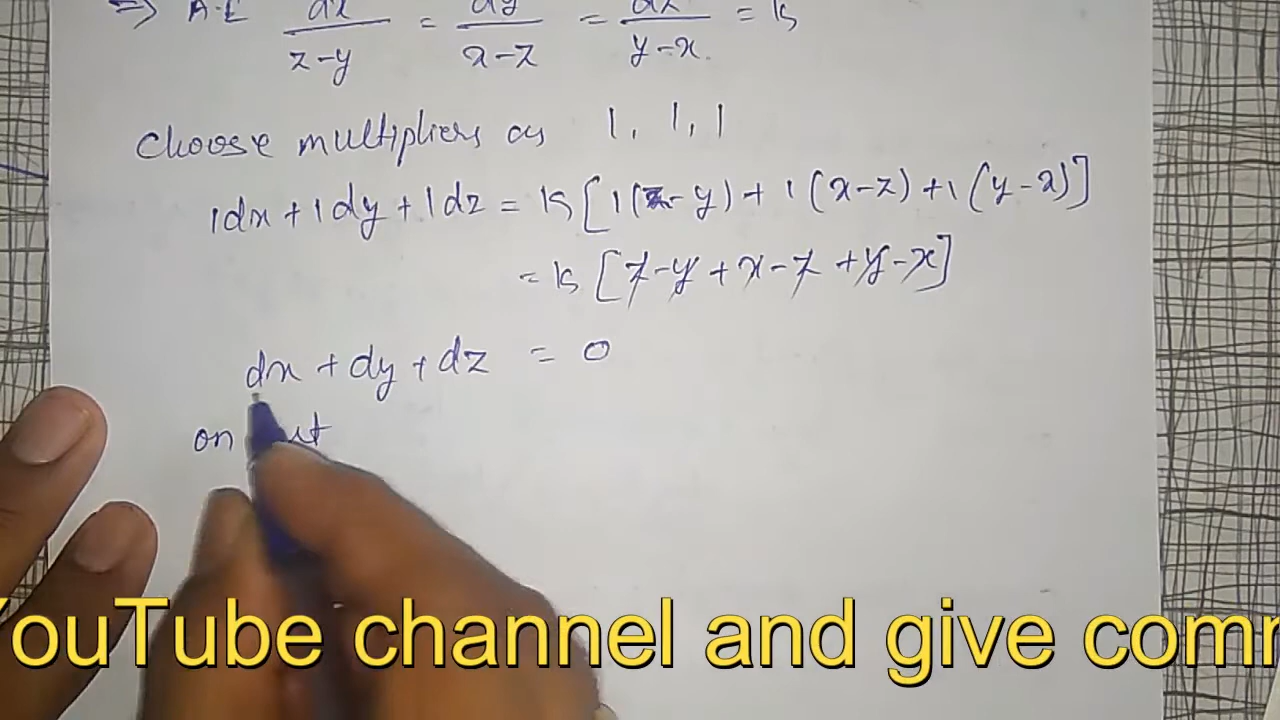 ⇒ A.E dx/(z-y) = dy/(x-z) = dz/(y-x) = k
Choose multipliers as 1, 1, 1
1dx + 1dy + 1dz = k [1(z-y) + 1(x-z) + 1(y-x)]
= k [z-y + x-z + y-x]
dx + dy + dz = 0
on
YouTube channel and give comm